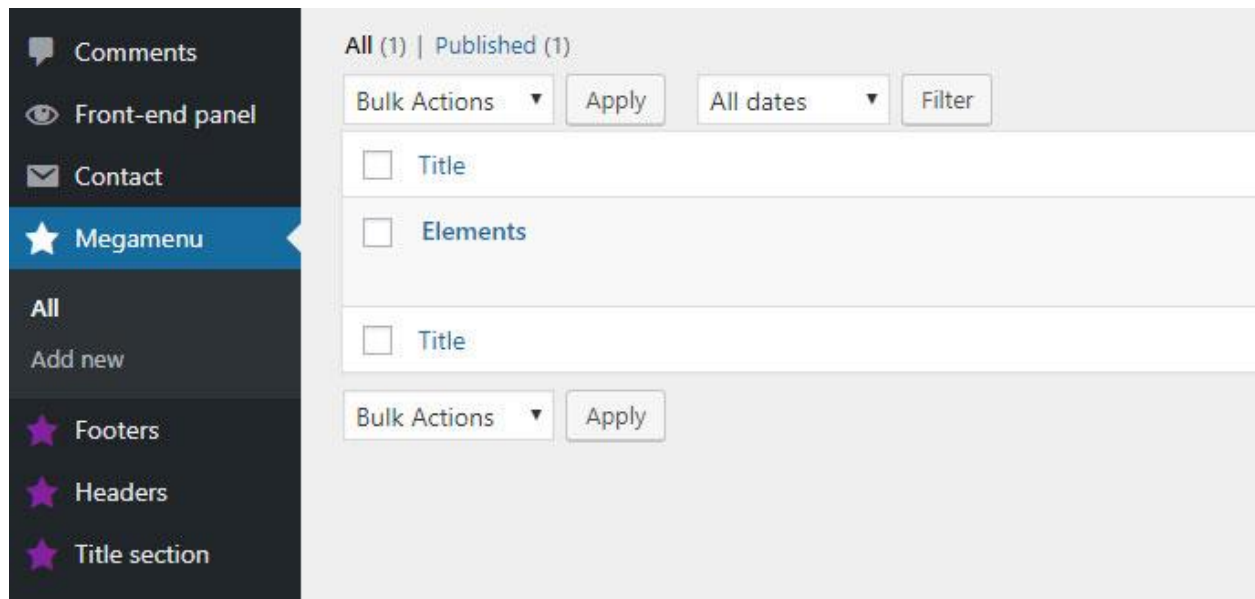 Comments
Front-end panel
Contact
Megamenu
All
Add new
Footers
Headers
Title section
All (1) | Published (1)
Bulk Actions Apply All dates Filter
Title
Elements
Title
Bulk Actions Apply